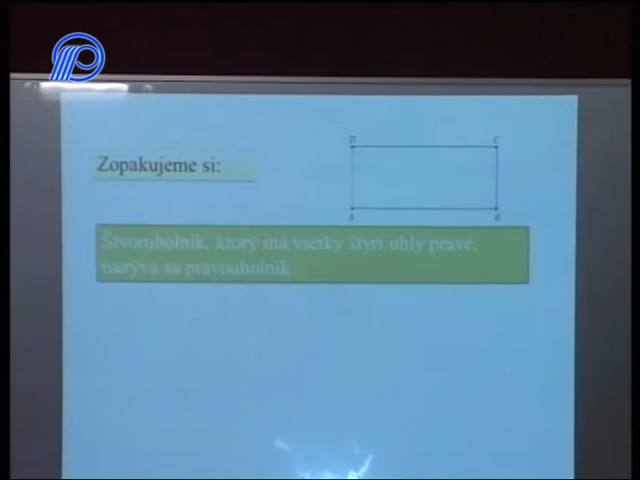 D C
Zopakujeme si:
A B
Štvoruholník, ktorý má všetky štyri uhly pravé,
nazýva sa pravouholník.